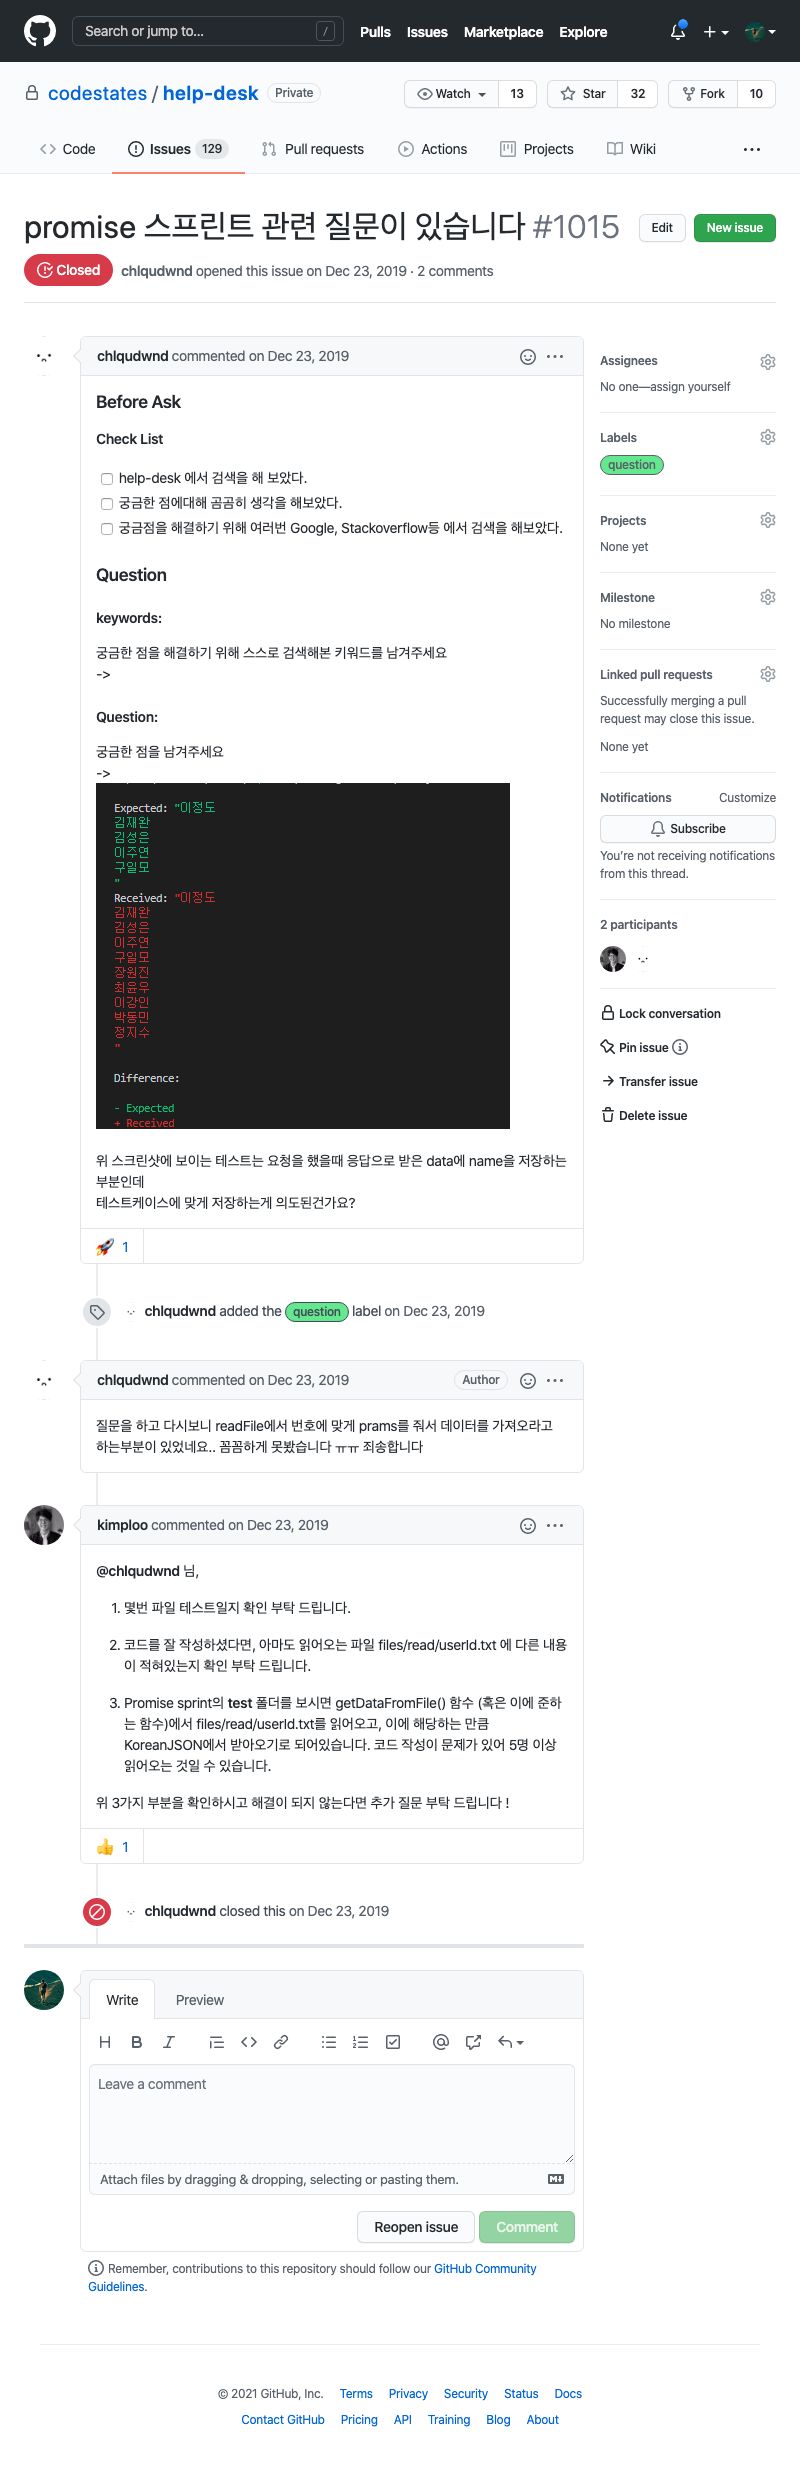 Search or jump to... /
Pulls Issues Marketplace Explore
codestates / help-desk Private
Watch 13 Star 32 Fork 10
Code Issues 129 Pull requests Actions Projects Wiki
promise 스프린트 관련 질문이 있습니다 #1015
Edit New issue
Closed chlqudwnd opened this issue on Dec 23, 2019 · 2 comments
chlqudwnd commented on Dec 23, 2019
Before Ask
Check List
help-desk 에서 검색을 해 보았다.
궁금한 점에대해 곰곰히 생각을 해보았다.
궁금점을 해결하기 위해 여러번 Google, Stackoverflow등 에서 검색을 해보았다.
Question
keywords:
궁금한 점을 해결하기 위해 스스로 검색해본 키워드를 남겨주세요
->
Question:
궁금한 점을 남겨주세요
->
Expected: "이정도
김재완
김성은
이주연
구일모
"
Received: "이정도
김재완
김성은
이주연
구일모
장원진
최윤우
이강민
박동민
정지수
"
Difference:
- Expected
+ Received
위 스크린샷에 보이는 테스트는 요청을 했을때 응답으로 받은 data에 name을 저장하는
부분인데
테스트케이스에 맞게 저장하는게 의도된건가요?
🚀 1
chlqudwnd added the question label on Dec 23, 2019
chlqudwnd commented on Dec 23, 2019 Author
질문을 하고 다시보니 readFile에서 번호에 맞게 prams를 줘서 데이터를 가져오라고
하는부분이 있었네요.. 꼼꼼하게 못봤습니다 ㅠㅠ 죄송합니다
kimploo commented on Dec 23, 2019
@chlqudwnd 님,
1. 몇번 파일 테스트일지 확인 부탁 드립니다.
2. 코드를 잘 작성하셨다면, 아마도 읽어오는 파일 files/read/userId.txt 에 다른 내용
이 적혀있는지 확인 부탁 드립니다.
3. Promise sprint의 test 폴더를 보시면 getDataFromFile() 함수 (혹은 이에 준하
는 함수)에서 files/read/userId.txt를 읽어오고, 이에 해당하는 만큼
KoreanJSON에서 받아오기로 되어있습니다. 코드 작성이 문제가 있어 5명 이상
읽어오는 것일 수 있습니다.
위 3가지 부분을 확인하시고 해결이 되지 않는다면 추가 질문 부탁 드립니다 !
👍 1
chlqudwnd closed this on Dec 23, 2019
Assignees
No one—assign yourself
Labels
question
Projects
None yet
Milestone
No milestone
Linked pull requests
Successfully merging a pull
request may close this issue.
None yet
Notifications Customize
Subscribe
You're not receiving notifications
from this thread.
2 participants
Lock conversation
Pin issue
Transfer issue
Delete issue
Write Preview
Leave a comment
Attach files by dragging & dropping, selecting or pasting them.
Reopen issue Comment
Remember, contributions to this repository should follow our GitHub Community
Guidelines.
© 2021 GitHub, Inc. Terms Privacy Security Status Docs
Contact GitHub Pricing API Training Blog About